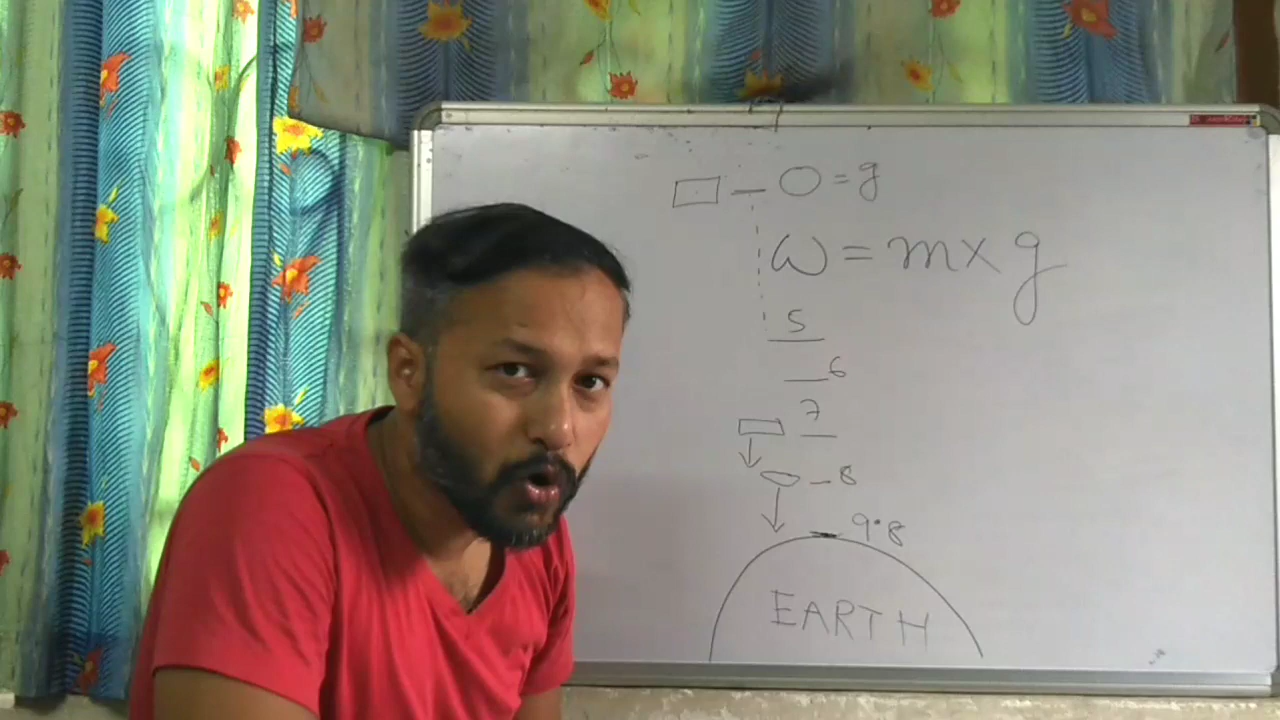 O = g
ω = m x g
5
6
7
8
9.8
EARTH